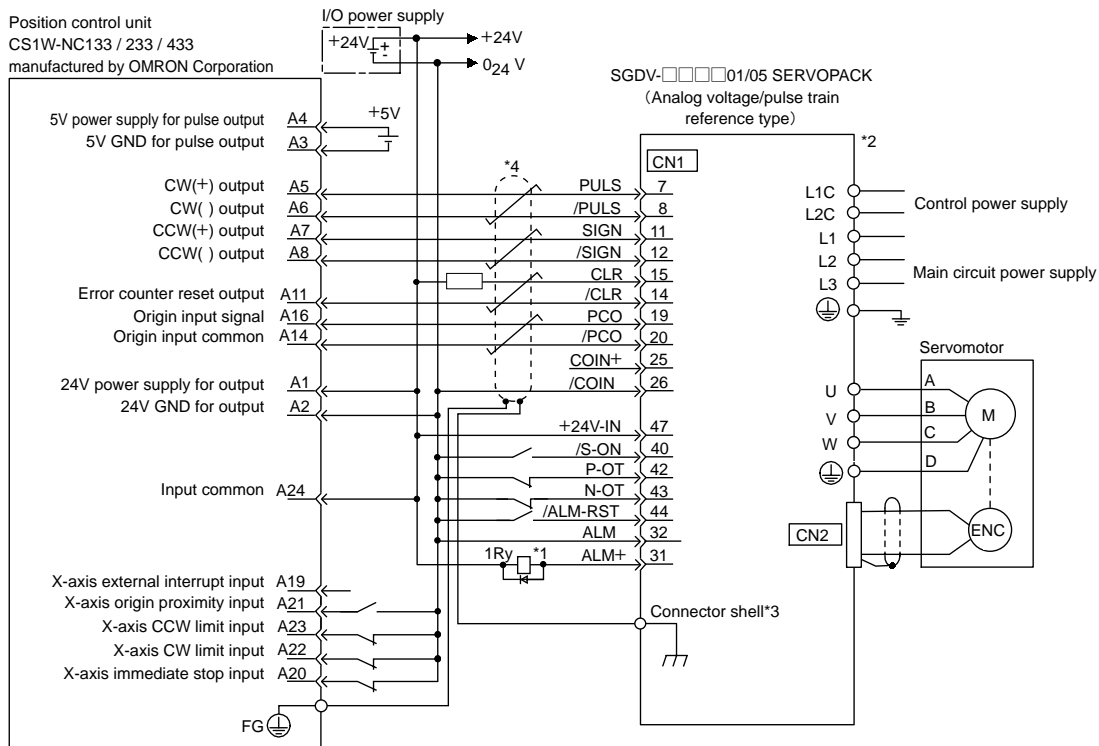 Position control unit
CS1W-NC133 / 233 / 433
manufactured by OMRON Corporation
I/O power supply
+24V
+
-
+24V
0₂₄ V
SGDV-□□□□01/05 SERVOPACK
(Analog voltage/pulse train
reference type)
*2
CN1
*4
5V power supply for pulse output A4
+5V
5V GND for pulse output A3
CW(+) output A5 PULS 7
CW( ) output A6 /PULS 8
CCW(+) output A7 SIGN 11
CCW( ) output A8 /SIGN 12
CLR 15
Error counter reset output A11 /CLR 14
Origin input signal A16 PCO 19
Origin input common A14 /PCO 20
COIN+ 25
24V power supply for output A1 /COIN 26
24V GND for output A2
+24V-IN 47
/S-ON 40
P-OT 42
Input common A24 N-OT 43
/ALM-RST 44
ALM 32
1Ry *1 ALM+ 31
X-axis external interrupt input A19
X-axis origin proximity input A21
X-axis CCW limit input A23
X-axis CW limit input A22
X-axis immediate stop input A20
FG
Connector shell*3
L1C
L2C
Control power supply
L1
L2
L3
Main circuit power supply
Servomotor
U A
V B
W C
D
M
CN2
ENC